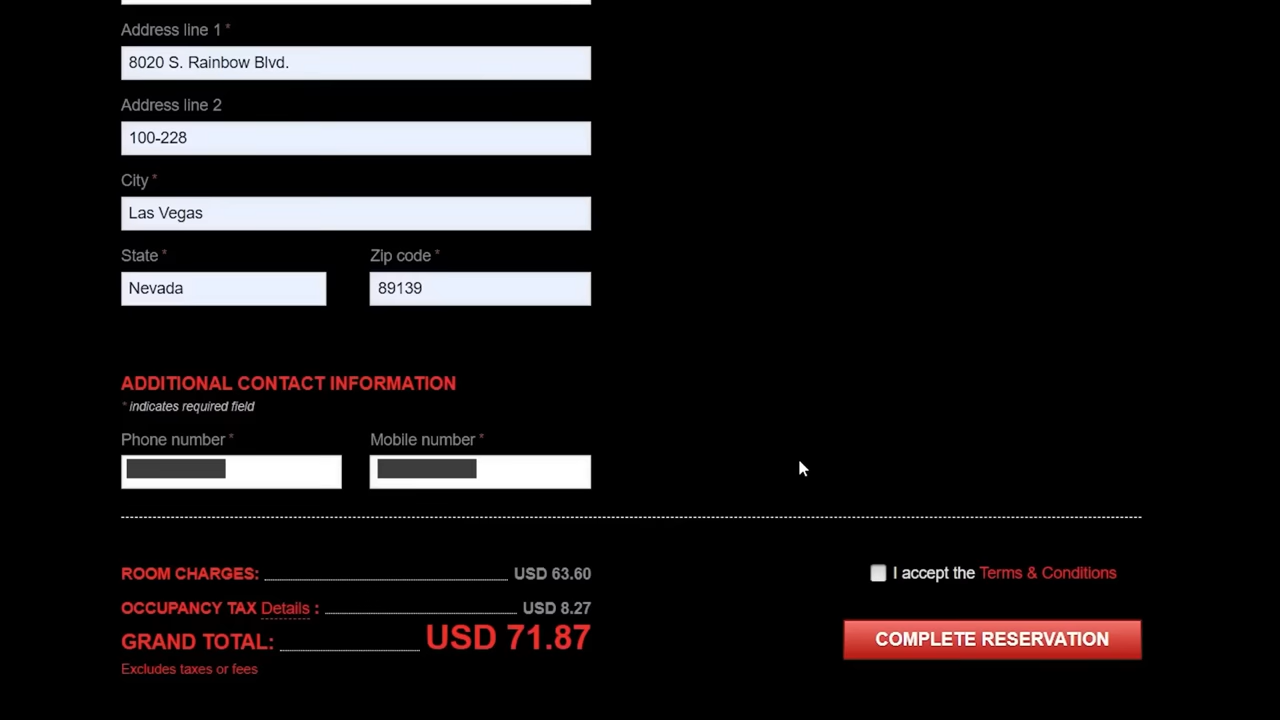 Address line 1 *
8020 S. Rainbow Blvd.
Address line 2
100-228
City *
Las Vegas
State * Zip code *
Nevada 89139
ADDITIONAL CONTACT INFORMATION
* indicates required field
Phone number * Mobile number *
ROOM CHARGES: USD 63.60
I accept the Terms & Conditions
OCCUPANCY TAX Details : USD 8.27
GRAND TOTAL: USD 71.87
COMPLETE RESERVATION
Excludes taxes or fees